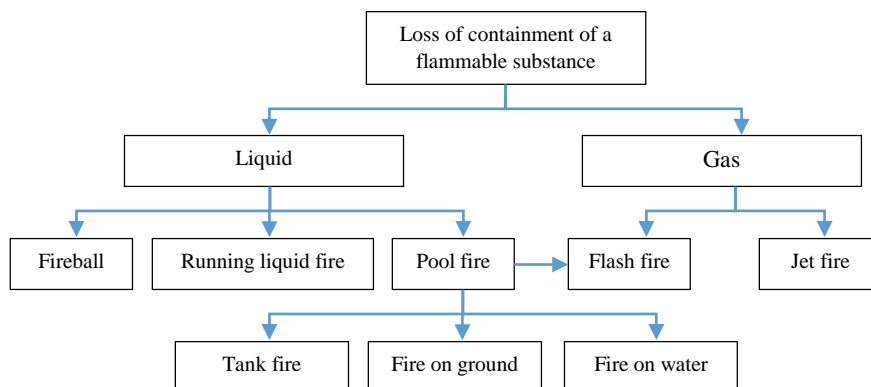 Loss of containment of a
flammable substance
Liquid
Gas
Fireball
Running liquid fire
Pool fire
Flash fire
Jet fire
Tank fire
Fire on ground
Fire on water